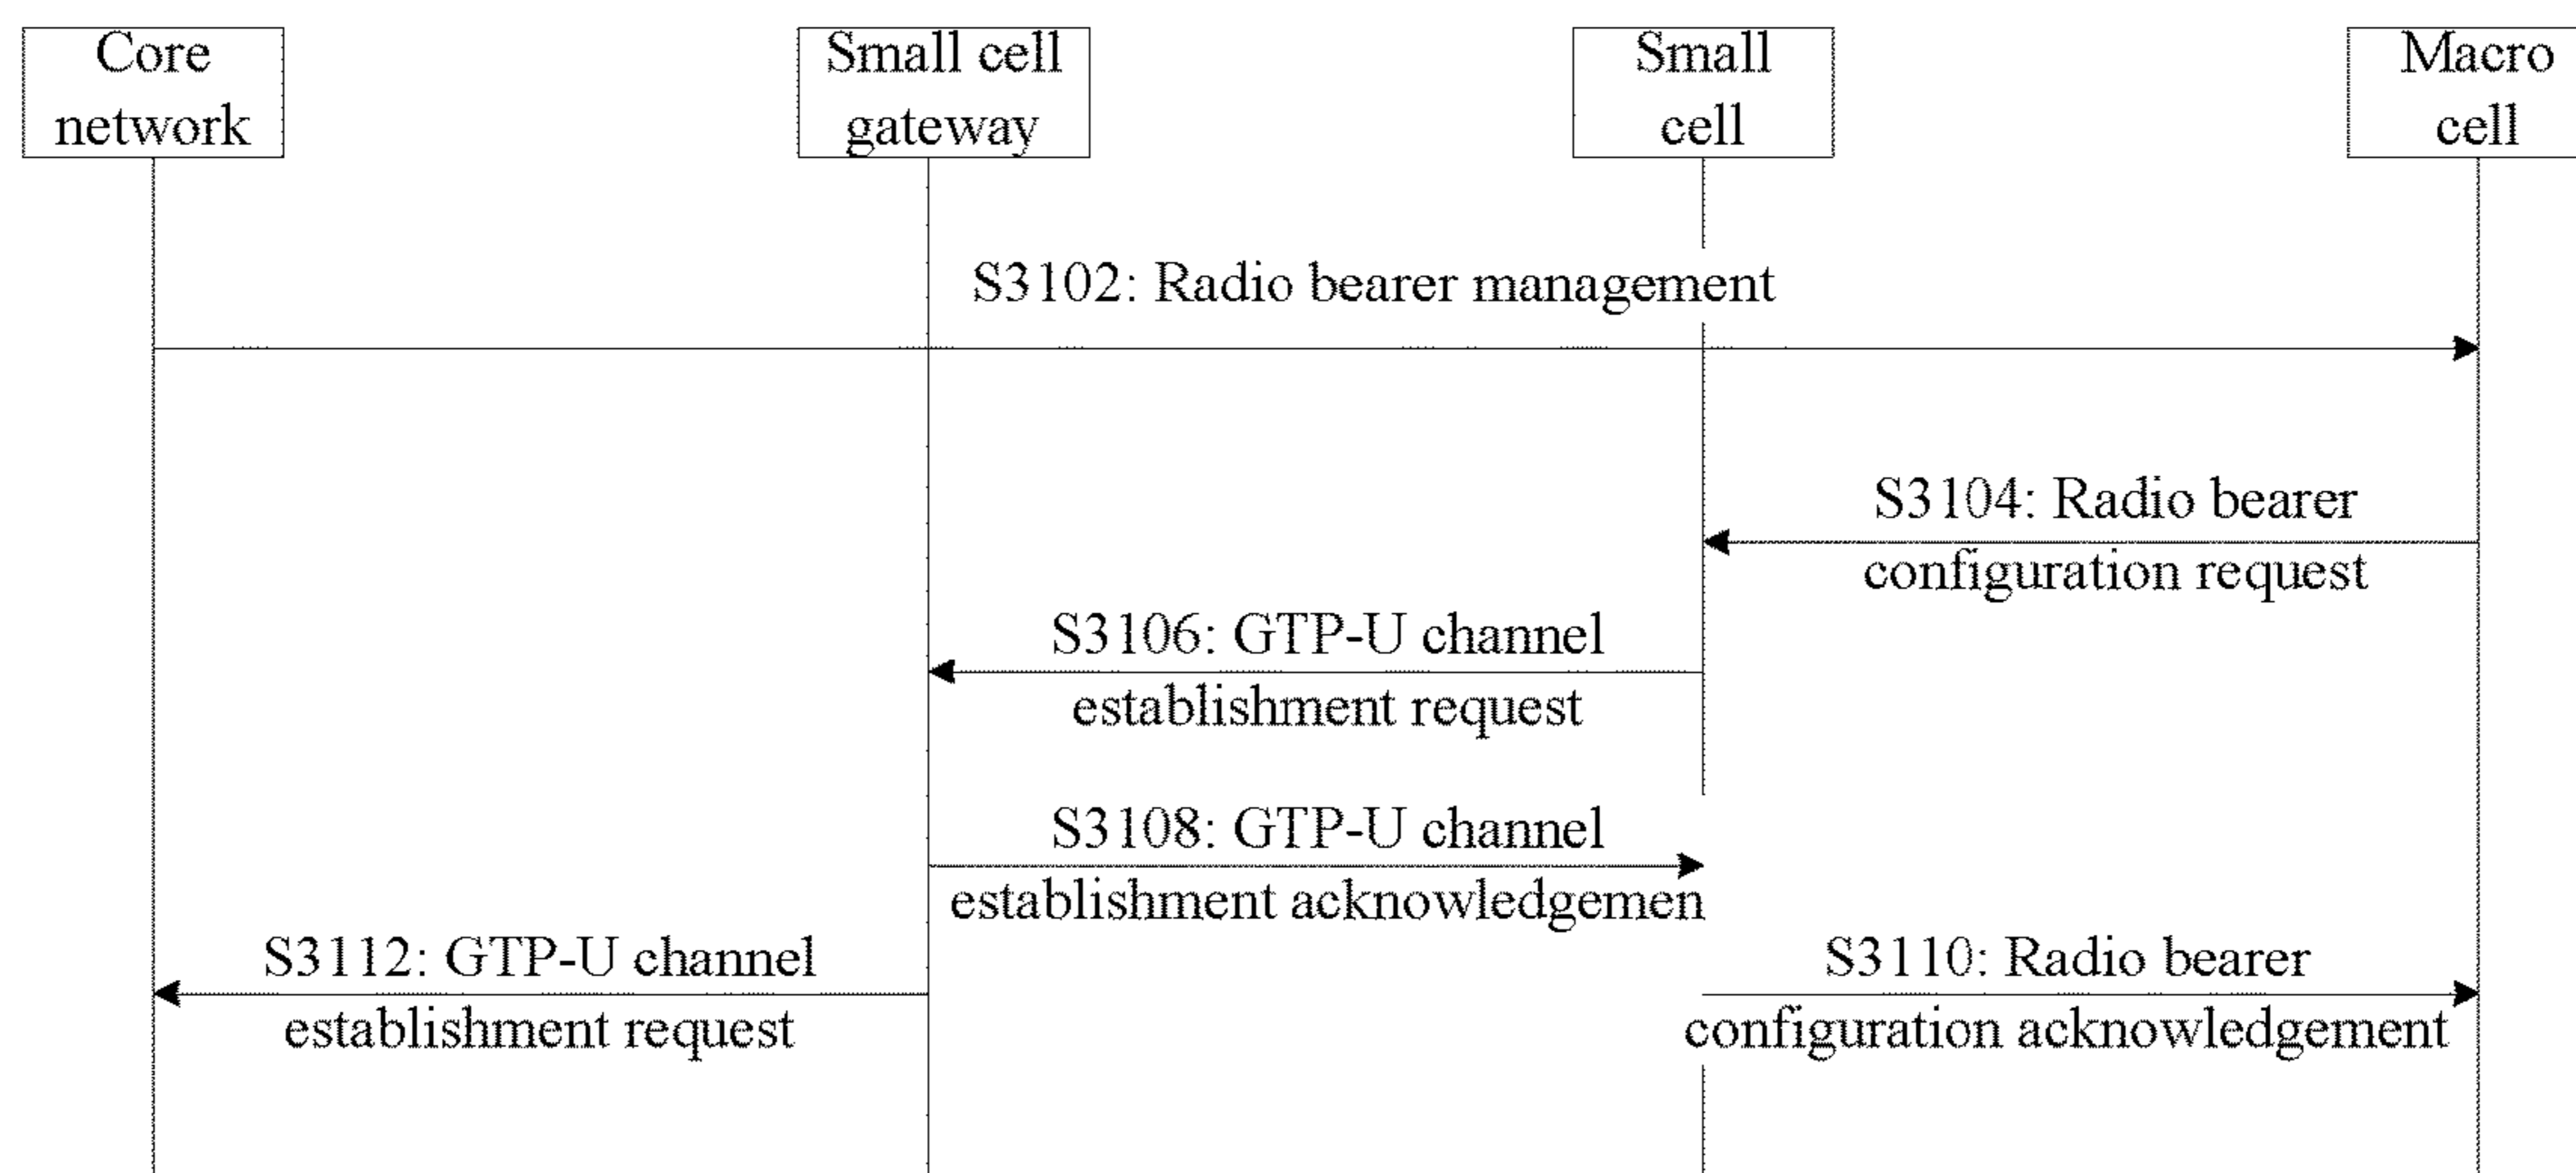 Core
network
Small cell
gateway
Small
cell
Macro
cell
S3102: Radio bearer management
S3104: Radio bearer
configuration request
S3106: GTP-U channel
establishment request
S3108: GTP-U channel
establishment acknowledgemen
S3112: GTP-U channel
establishment request
S3110: Radio bearer
configuration acknowledgement